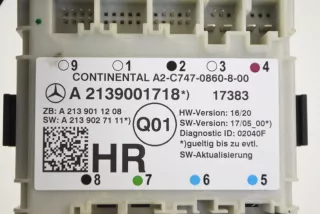 9 1 2 3 4
CONTINENTAL A2-C747-0860-8-00
A 2139001718*) 17383
ZB: A 213 901 12 08
SW: A 213 902 71 11*)
Q01
HW-Version: 16/20
SW-Version: 17/05_00*)
Diagnostic ID: 02040F
*)gueltig bis zu evtl.
SW-Aktualisierung
HR
8 7 6 5